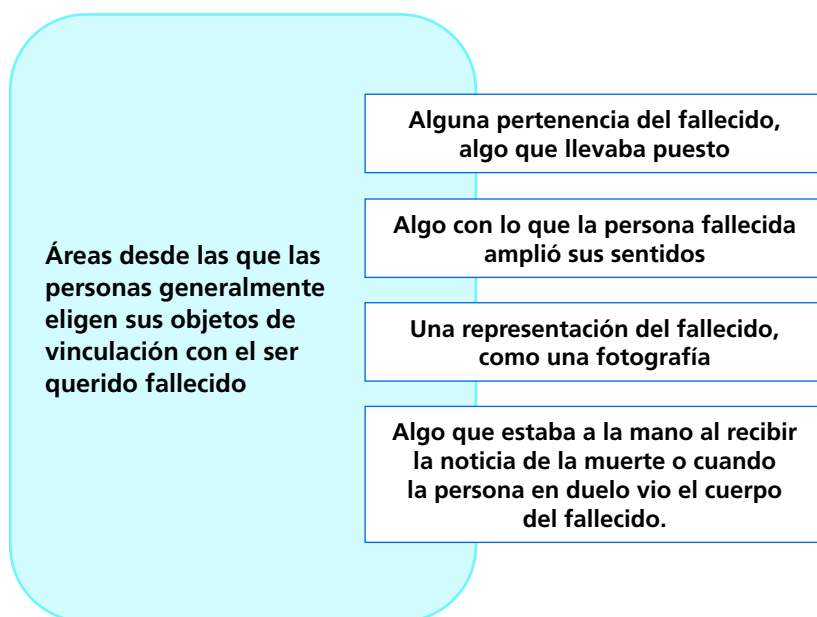 Áreas desde las que las
personas generalmente
eligen sus objetos de
vinculación con el ser
querido fallecido
Alguna pertenencia del fallecido,
algo que llevaba puesto
Algo con lo que la persona fallecida
amplió sus sentidos
Una representación del fallecido,
como una fotografía
Algo que estaba a la mano al recibir
la noticia de la muerte o cuando
la persona en duelo vio el cuerpo
del fallecido.